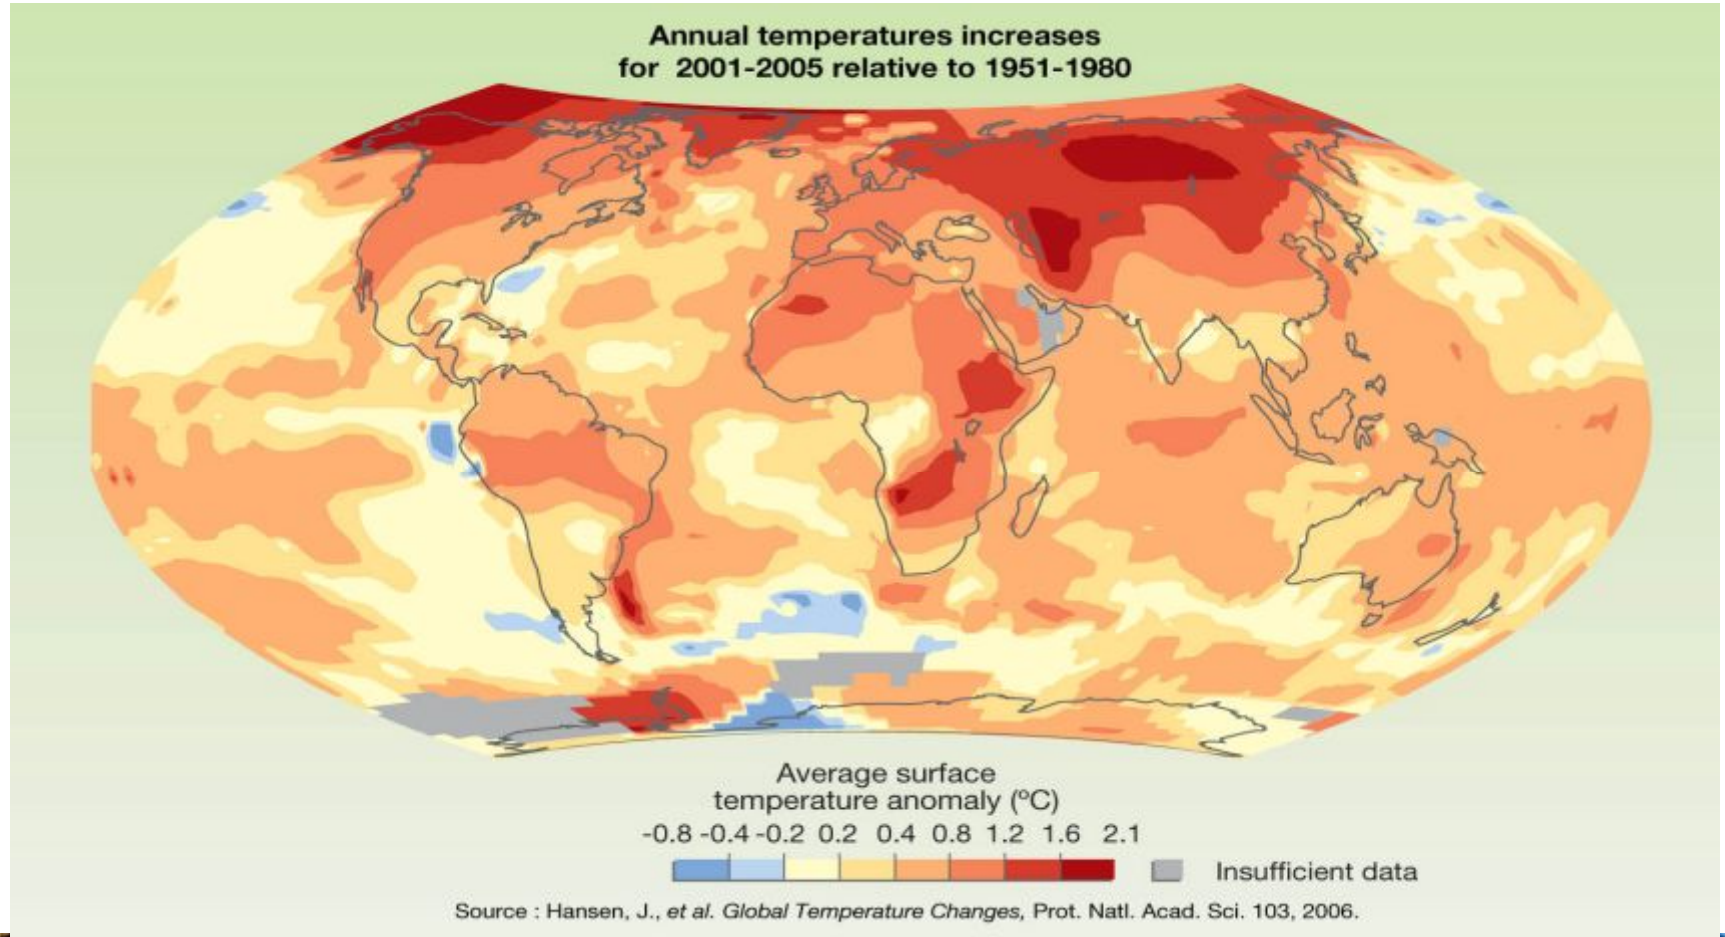 Annual temperatures increases
for 2001-2005 relative to 1951-1980
Average surface
temperature anomaly (ºC)
-0.8 -0.4 -0.2 0.2 0.4 0.8 1.2 1.6 2.1
Insufficient data
Source : Hansen, J., et al. Global Temperature Changes, Prot. Natl. Acad. Sci. 103, 2006.